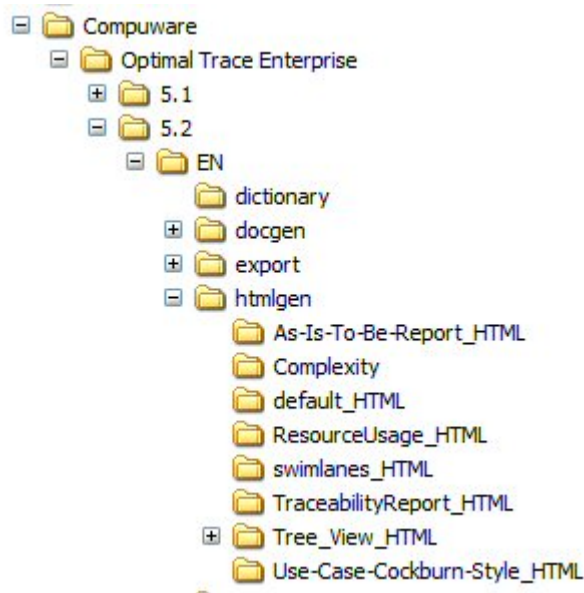 Compuware
Optimal Trace Enterprise
5.1
5.2
EN
dictionary
docgen
export
htmlgen
As-Is-To-Be-Report_HTML
Complexity
default_HTML
ResourceUsage_HTML
swimlanes_HTML
TraceabilityReport_HTML
Tree_View_HTML
Use-Case-Cockburn-Style_HTML